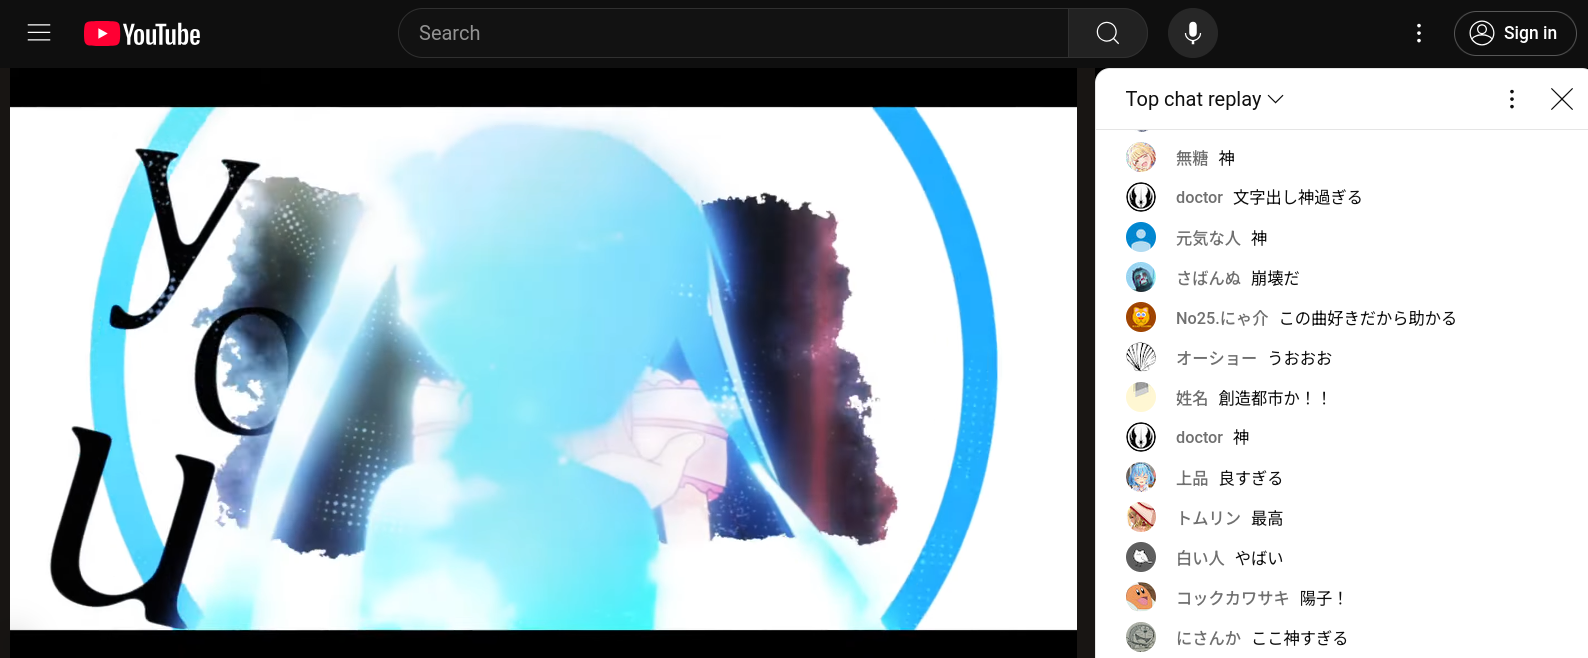 YouTube
Search
Sign in
you
Top chat replay
無糖 神
doctor 文字出し神過ぎる
元気な人 神
さばんぬ 崩壊だ
No25.にゃ介 この曲好きだから助かる
オーショー うおおお
姓名 創造都市か！！
doctor 神
上品 良すぎる
トムリン 最高
白い人 やばい
コックカワサキ 陽子！
にさんか ここ神すぎる